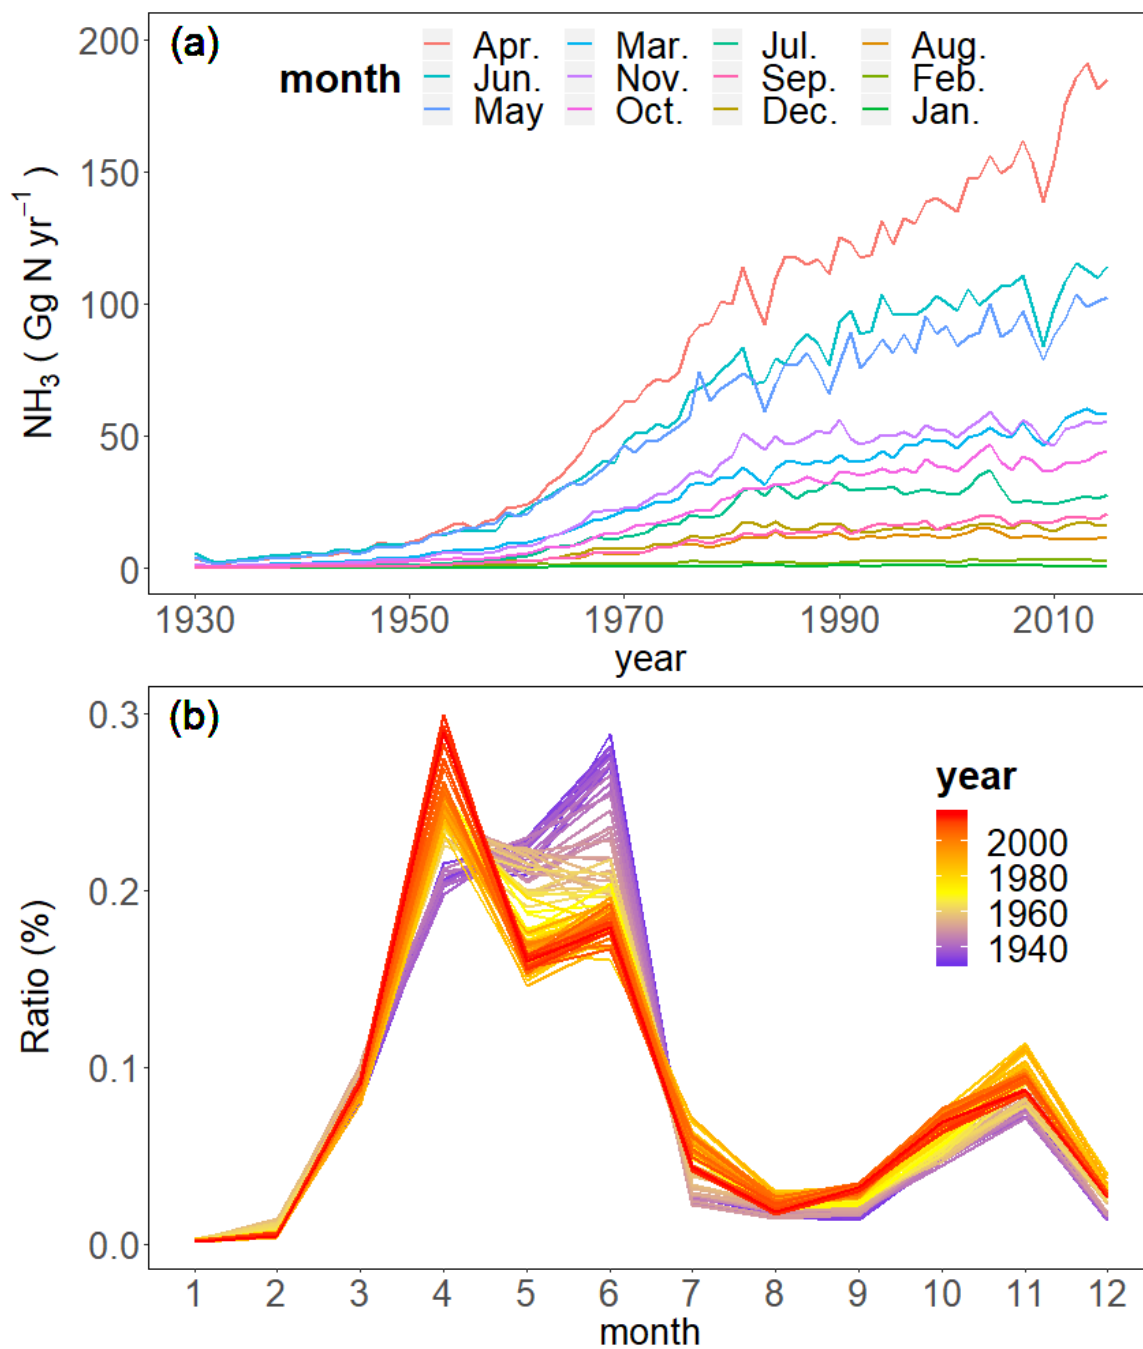 (a)
month
Apr. Mar. Jul. Aug.
Jun. Nov. Sep. Feb.
May Oct. Dec. Jan.
NH₃ ( Gg N yr⁻¹ )
200
150
100
50
0
1930 1950 1970 1990 2010
year
(b)
year
2000
1980
1960
1940
Ratio (%)
0.3
0.2
0.1
0.0
1 2 3 4 5 6 7 8 9 10 11 12
month